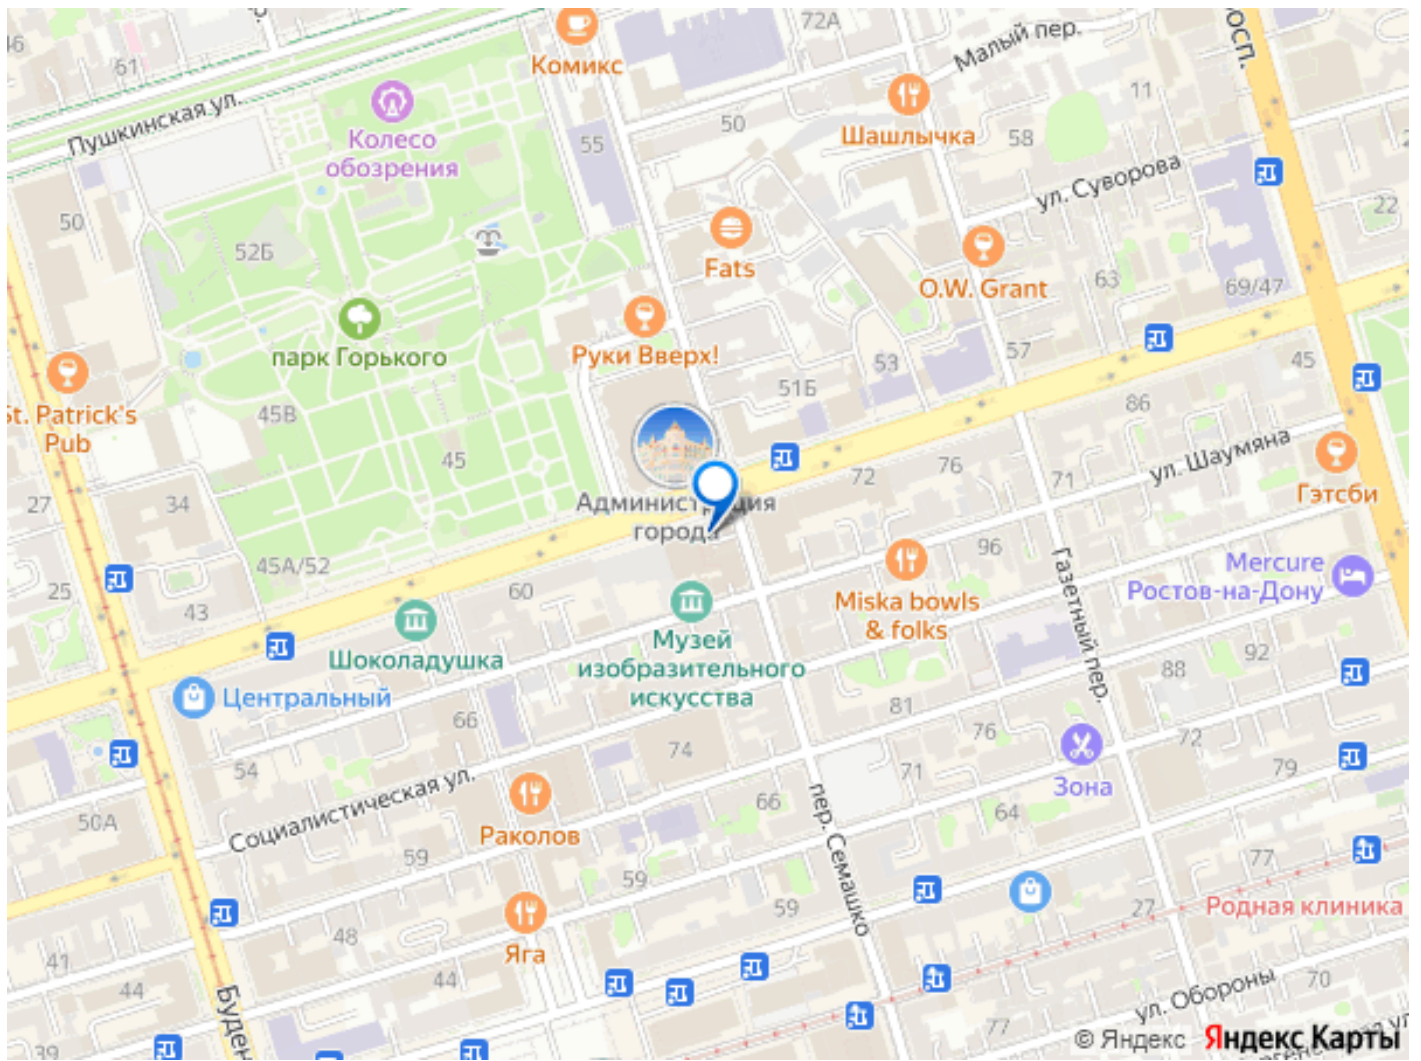 46
61
Пушкинская ул.
50
Колесо
обозрения
52Б
Комикс
55
72А
Малый пер.
50
Шашлычка
58
11
ул. Суворова
22
Fats
O.W. Grant
63
69/47
Руки Вверх!
парк Горького
53
57
51Б
45
St. Patrick's
Pub
45В
45
86
ул. Шаумяна
Гэтсби
27
34
72
76
71
Администрация
города
96
25
45А/52
43
60
Mercure
Ростов-на-Дону
Miska bowls
& folks
Газетный пер.
Шоколадушка
Музей
изобразительного
искусства
Центральный
66
81
88
92
54
74
76
72
71
79
Социалистическая ул.
66
Зона
50А
Раколов
пер. Семашко
64
59
59
77
59
27
Родная клиника
48
Яга
41
44
44
ул. Обороны
70
39
77
© Яндекс Яндекс Карты